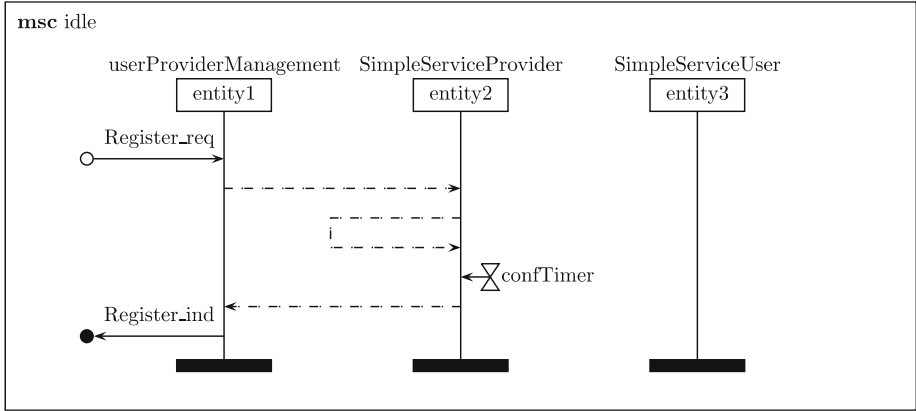 msc idle
userProviderManagement SimpleServiceProvider SimpleServiceUser
entity1 entity2 entity3
Register_req
i
confTimer
Register_ind